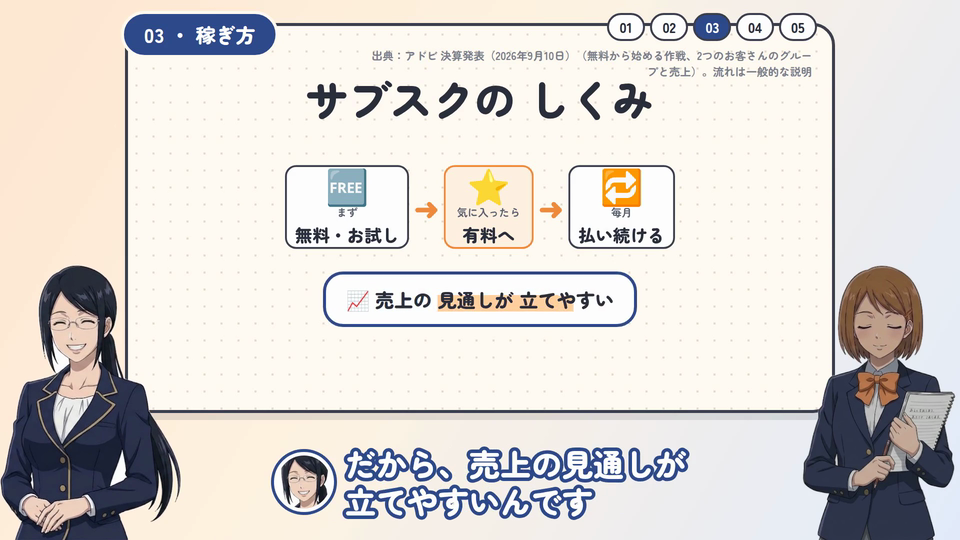 03 ・ 稼ぎ方
01 02 03 04 05
出典：アドビ 決算発表（2026年9月10日）（無料から始める作戦、2つのお客さんのグルー
プと売上）。流れは一般的な説明
サブスクの しくみ
FREE
まず
無料・お試し
気に入ったら
有料へ
毎月
払い続ける
売上の 見通しが 立てやすい
だから、売上の見通しが
立てやすいんです